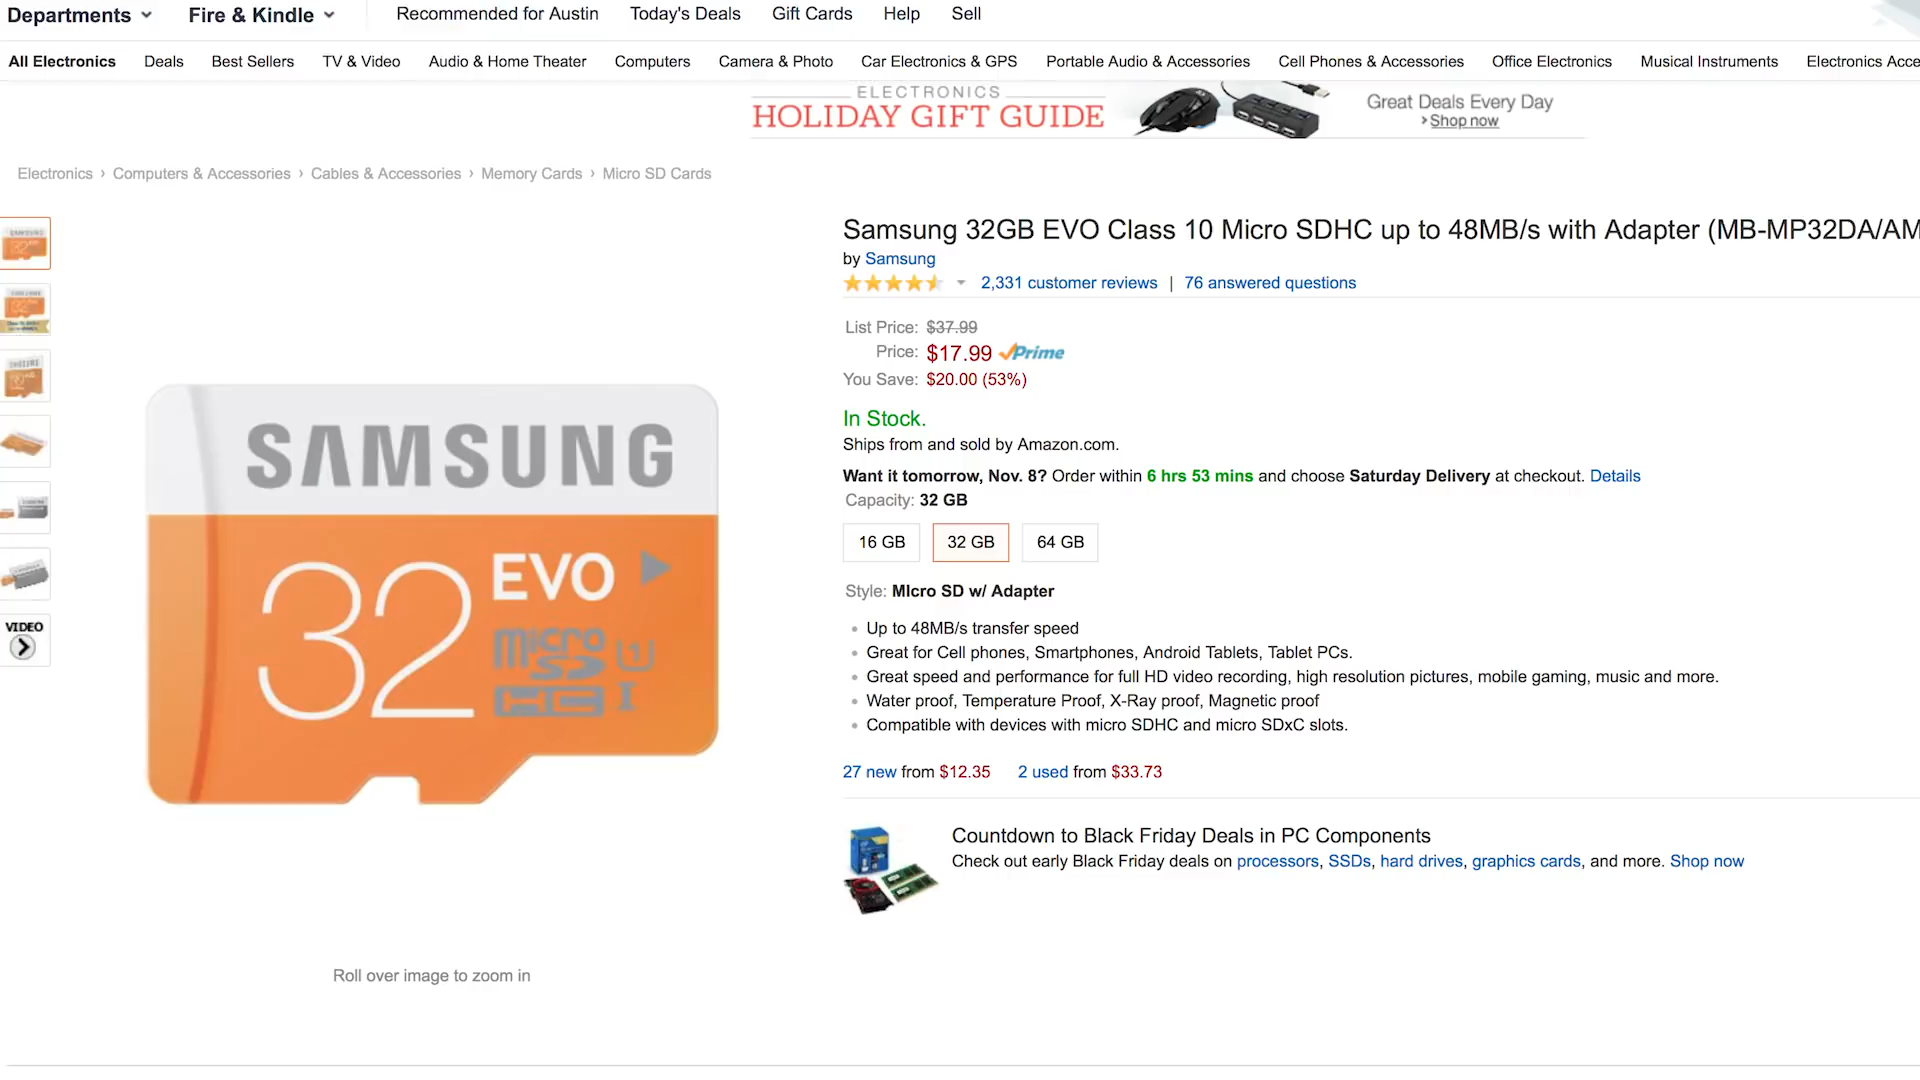 Departments Fire & Kindle Recommended for Austin Today's Deals Gift Cards Help Sell
All Electronics Deals Best Sellers TV & Video Audio & Home Theater Computers Camera & Photo Car Electronics & GPS Portable Audio & Accessories Cell Phones & Accessories Office Electronics Musical Instruments Electronics Acce
ELECTRONICS
HOLIDAY GIFT GUIDE
Great Deals Every Day
› Shop now
Electronics › Computers & Accessories › Cables & Accessories › Memory Cards › Micro SD Cards
Samsung 32GB EVO Class 10 Micro SDHC up to 48MB/s with Adapter (MB-MP32DA/AM
by Samsung
2,331 customer reviews | 76 answered questions
List Price: $37.99
Price: $17.99 Prime
You Save: $20.00 (53%)
In Stock.
Ships from and sold by Amazon.com.
Want it tomorrow, Nov. 8? Order within 6 hrs 53 mins and choose Saturday Delivery at checkout. Details
Capacity: 32 GB
16 GB 32 GB 64 GB
Style: MIcro SD w/ Adapter
Up to 48MB/s transfer speed
Great for Cell phones, Smartphones, Android Tablets, Tablet PCs.
Great speed and performance for full HD video recording, high resolution pictures, mobile gaming, music and more.
Water proof, Temperature Proof, X-Ray proof, Magnetic proof
Compatible with devices with micro SDHC and micro SDxC slots.
27 new from $12.35 2 used from $33.73
Countdown to Black Friday Deals in PC Components
Check out early Black Friday deals on processors, SSDs, hard drives, graphics cards, and more. Shop now
VIDEO
SAMSUNG
32 EVO
micro SD HC I
U 1
Roll over image to zoom in